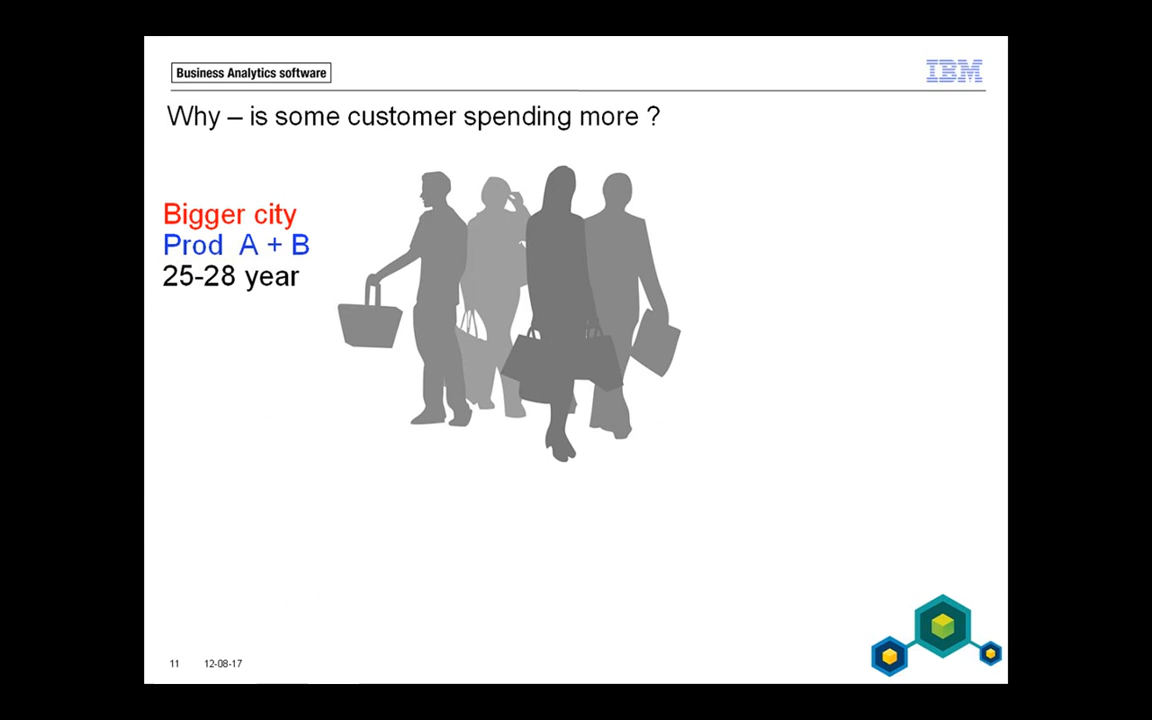 Business Analytics software
IBM
Why – is some customer spending more ?
Bigger city
Prod A + B
25-28 year
11 12-08-17